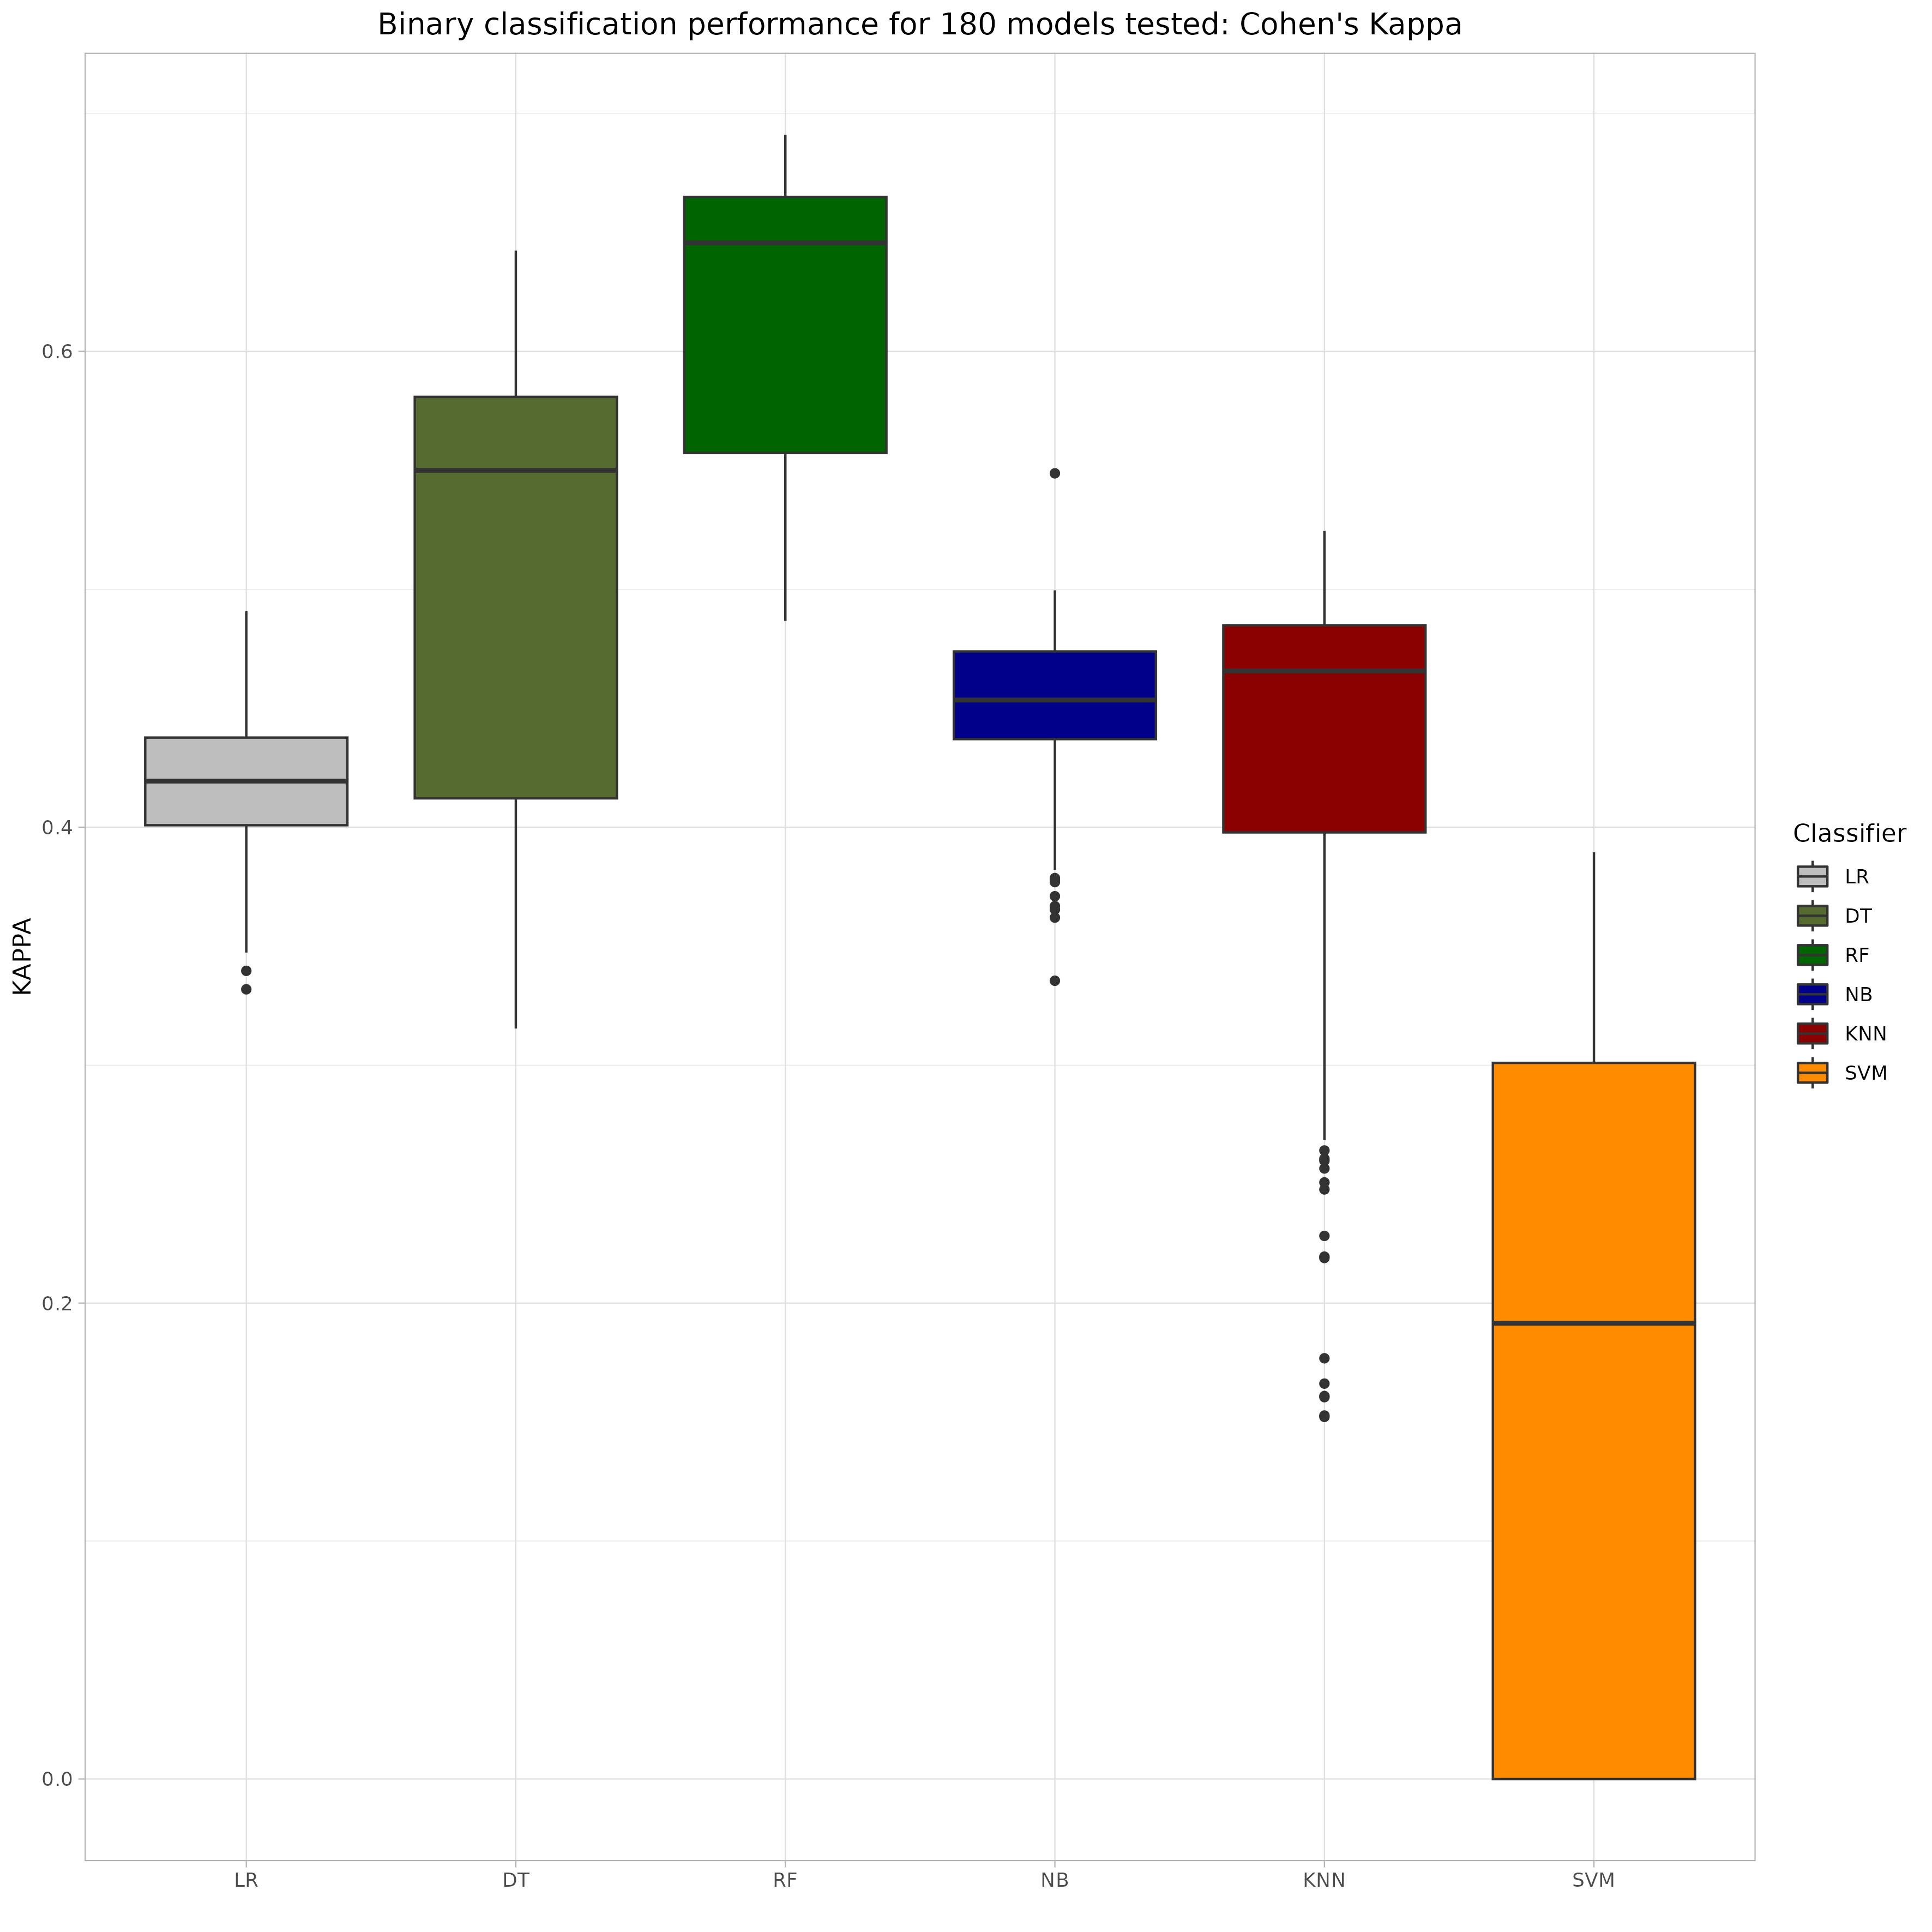 Binary classification performance for 180 models tested: Cohen's Kappa
KAPPA
0.6
0.4
0.2
0.0
LR
DT
RF
NB
KNN
SVM
Classifier
LR
DT
RF
NB
KNN
SVM